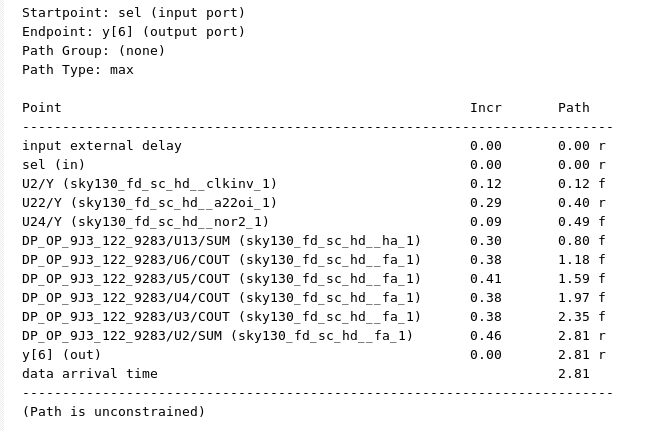 Startpoint: sel (input port)
Endpoint: y[6] (output port)
Path Group: (none)
Path Type: max
Point Incr Path
--------------------------------------------------------------------------
input external delay 0.00 0.00 r
sel (in) 0.00 0.00 r
U2/Y (sky130_fd_sc_hd__clkinv_1) 0.12 0.12 f
U22/Y (sky130_fd_sc_hd__a22oi_1) 0.29 0.40 r
U24/Y (sky130_fd_sc_hd__nor2_1) 0.09 0.49 f
DP_OP_9J3_122_9283/U13/SUM (sky130_fd_sc_hd__ha_1) 0.30 0.80 f
DP_OP_9J3_122_9283/U6/COUT (sky130_fd_sc_hd__fa_1) 0.38 1.18 f
DP_OP_9J3_122_9283/U5/COUT (sky130_fd_sc_hd__fa_1) 0.41 1.59 f
DP_OP_9J3_122_9283/U4/COUT (sky130_fd_sc_hd__fa_1) 0.38 1.97 f
DP_OP_9J3_122_9283/U3/COUT (sky130_fd_sc_hd__fa_1) 0.38 2.35 f
DP_OP_9J3_122_9283/U2/SUM (sky130_fd_sc_hd__fa_1) 0.46 2.81 r
y[6] (out) 0.00 2.81 r
data arrival time 2.81
--------------------------------------------------------------------------
(Path is unconstrained)